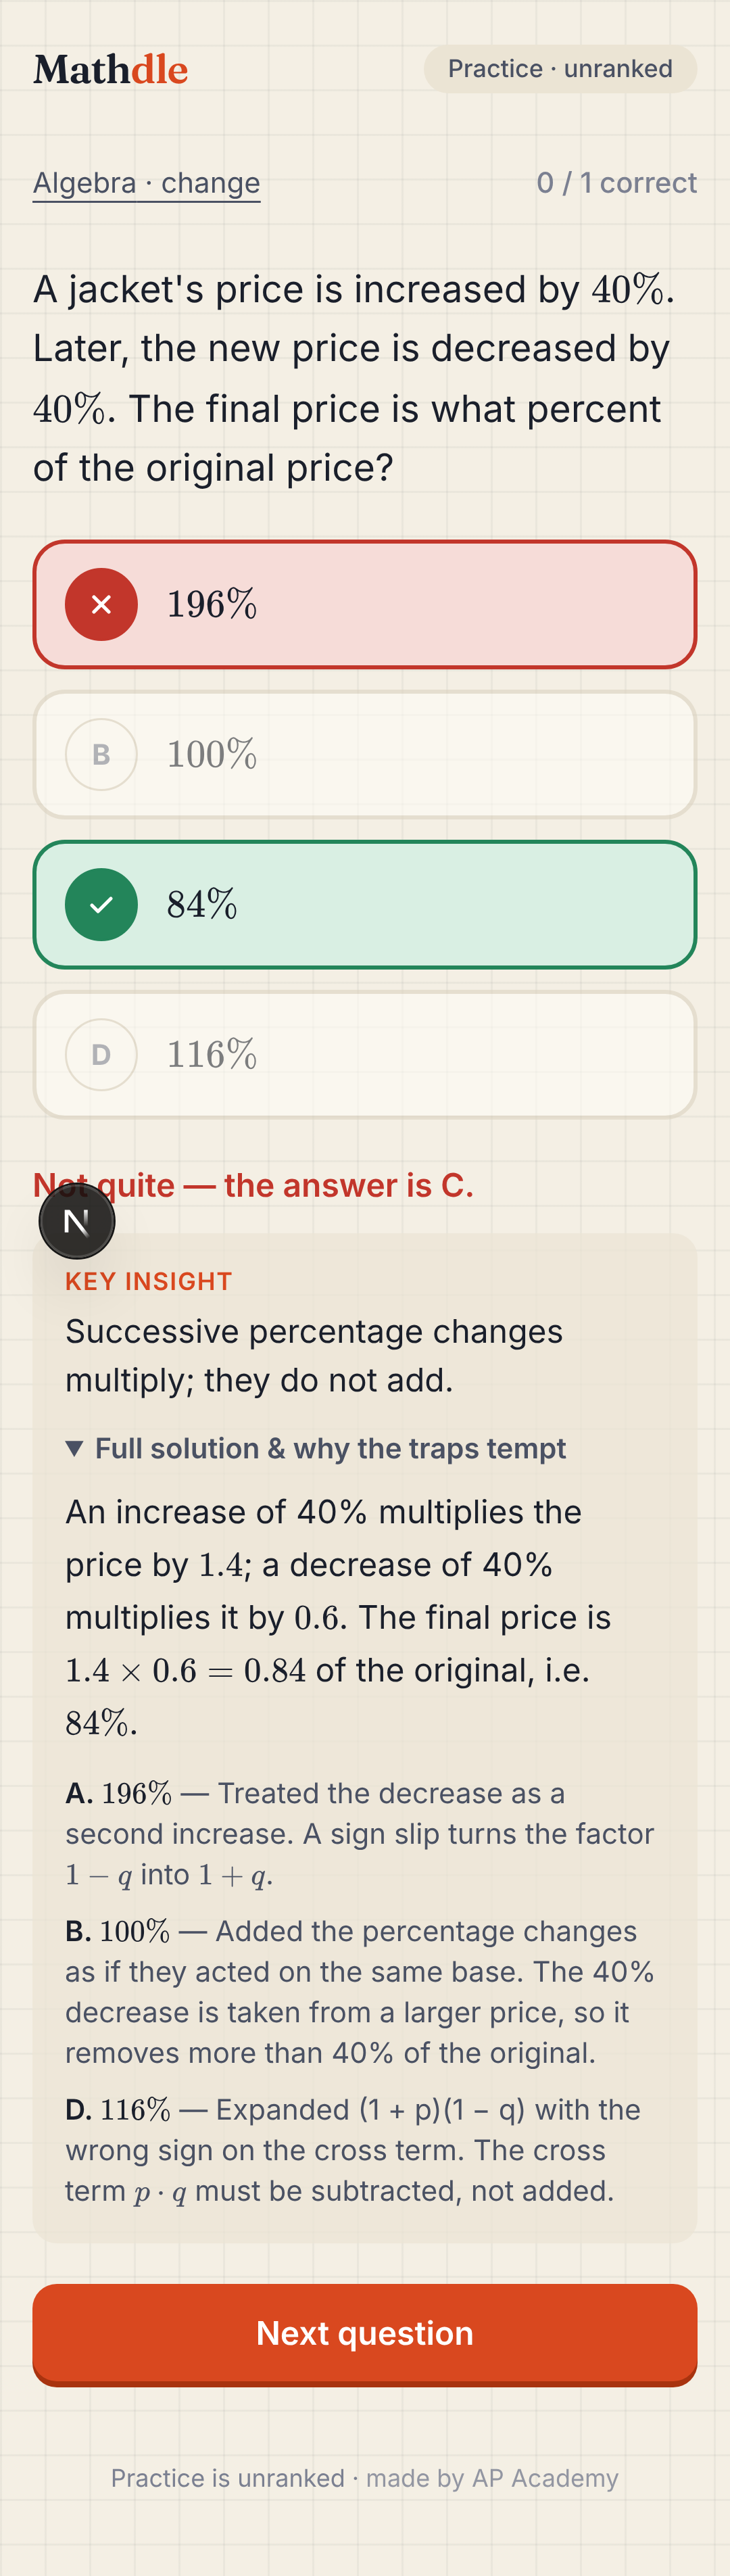 Mathdle
Practice · unranked
Algebra · change
0 / 1 correct
A jacket's price is increased by 40%.
Later, the new price is decreased by
40%. The final price is what percent
of the original price?
196%
B
100%
84%
D
116%
Not quite — the answer is C.
N
KEY INSIGHT
Successive percentage changes
multiply; they do not add.
▼ Full solution & why the traps tempt
An increase of 40% multiplies the
price by 1.4; a decrease of 40%
multiplies it by 0.6. The final price is
1.4 × 0.6 = 0.84 of the original, i.e.
84%.
A. 196% — Treated the decrease as a
second increase. A sign slip turns the factor
1 − q into 1 + q.
B. 100% — Added the percentage changes
as if they acted on the same base. The 40%
decrease is taken from a larger price, so it
removes more than 40% of the original.
D. 116% — Expanded (1 + p)(1 − q) with the
wrong sign on the cross term. The cross
term p · q must be subtracted, not added.
Next question
Practice is unranked · made by AP Academy